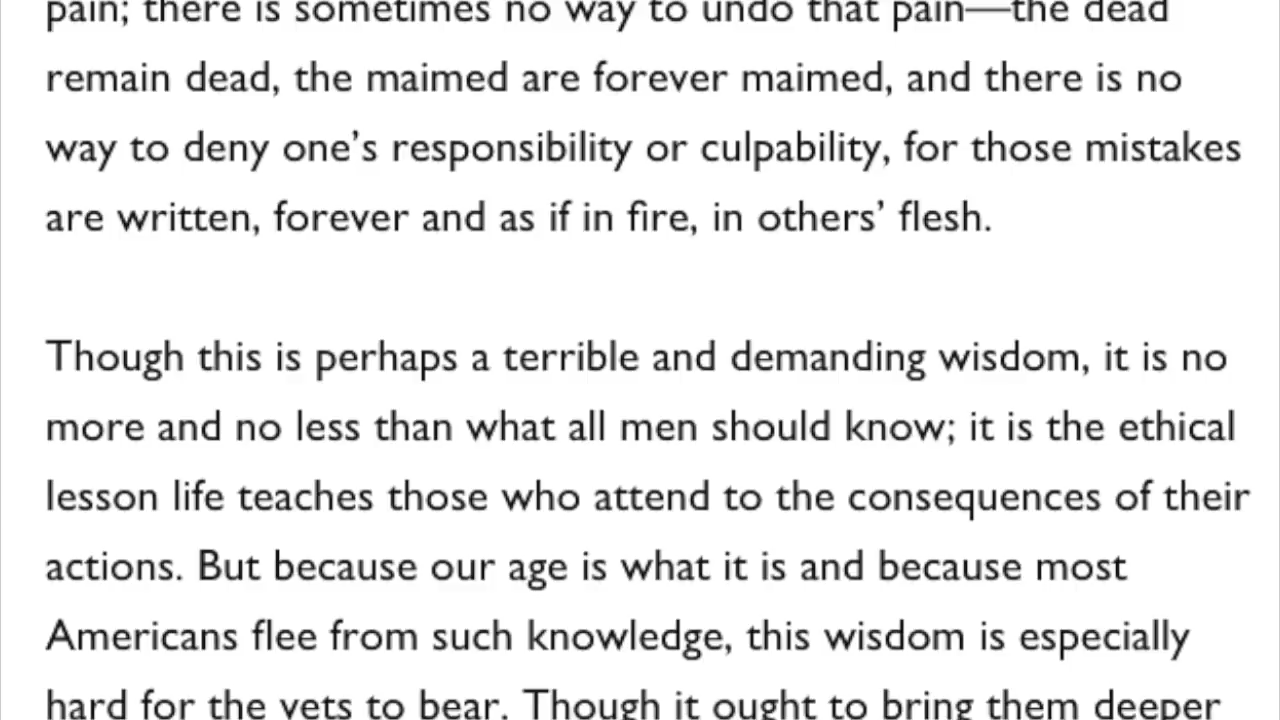 pain; there is sometimes no way to undo that pain—the dead
remain dead, the maimed are forever maimed, and there is no
way to deny one’s responsibility or culpability, for those mistakes
are written, forever and as if in fire, in others’ flesh.
Though this is perhaps a terrible and demanding wisdom, it is no
more and no less than what all men should know; it is the ethical
lesson life teaches those who attend to the consequences of their
actions. But because our age is what it is and because most
Americans flee from such knowledge, this wisdom is especially
hard for the vets to bear. Though it ought to bring them deeper